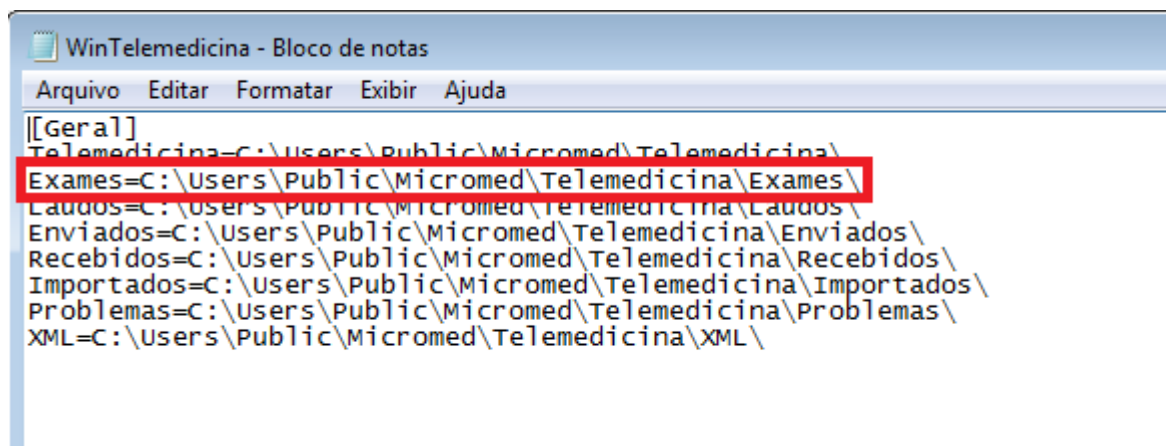 WinTelemedicina - Bloco de notas
Arquivo Editar Formatar Exibir Ajuda
[Geral]
Telemedicina=C:\Users\Public\Micromed\Telemedicina\
Exames=C:\Users\Public\Micromed\Telemedicina\Exames\
Laudos=C:\Users\Public\Micromed\Telemedicina\Laudos\
Enviados=C:\Users\Public\Micromed\Telemedicina\Enviados\
Recebidos=C:\Users\Public\Micromed\Telemedicina\Recebidos\
Importados=C:\Users\Public\Micromed\Telemedicina\Importados\
Problemas=C:\Users\Public\Micromed\Telemedicina\Problemas\
XML=C:\Users\Public\Micromed\Telemedicina\XML\